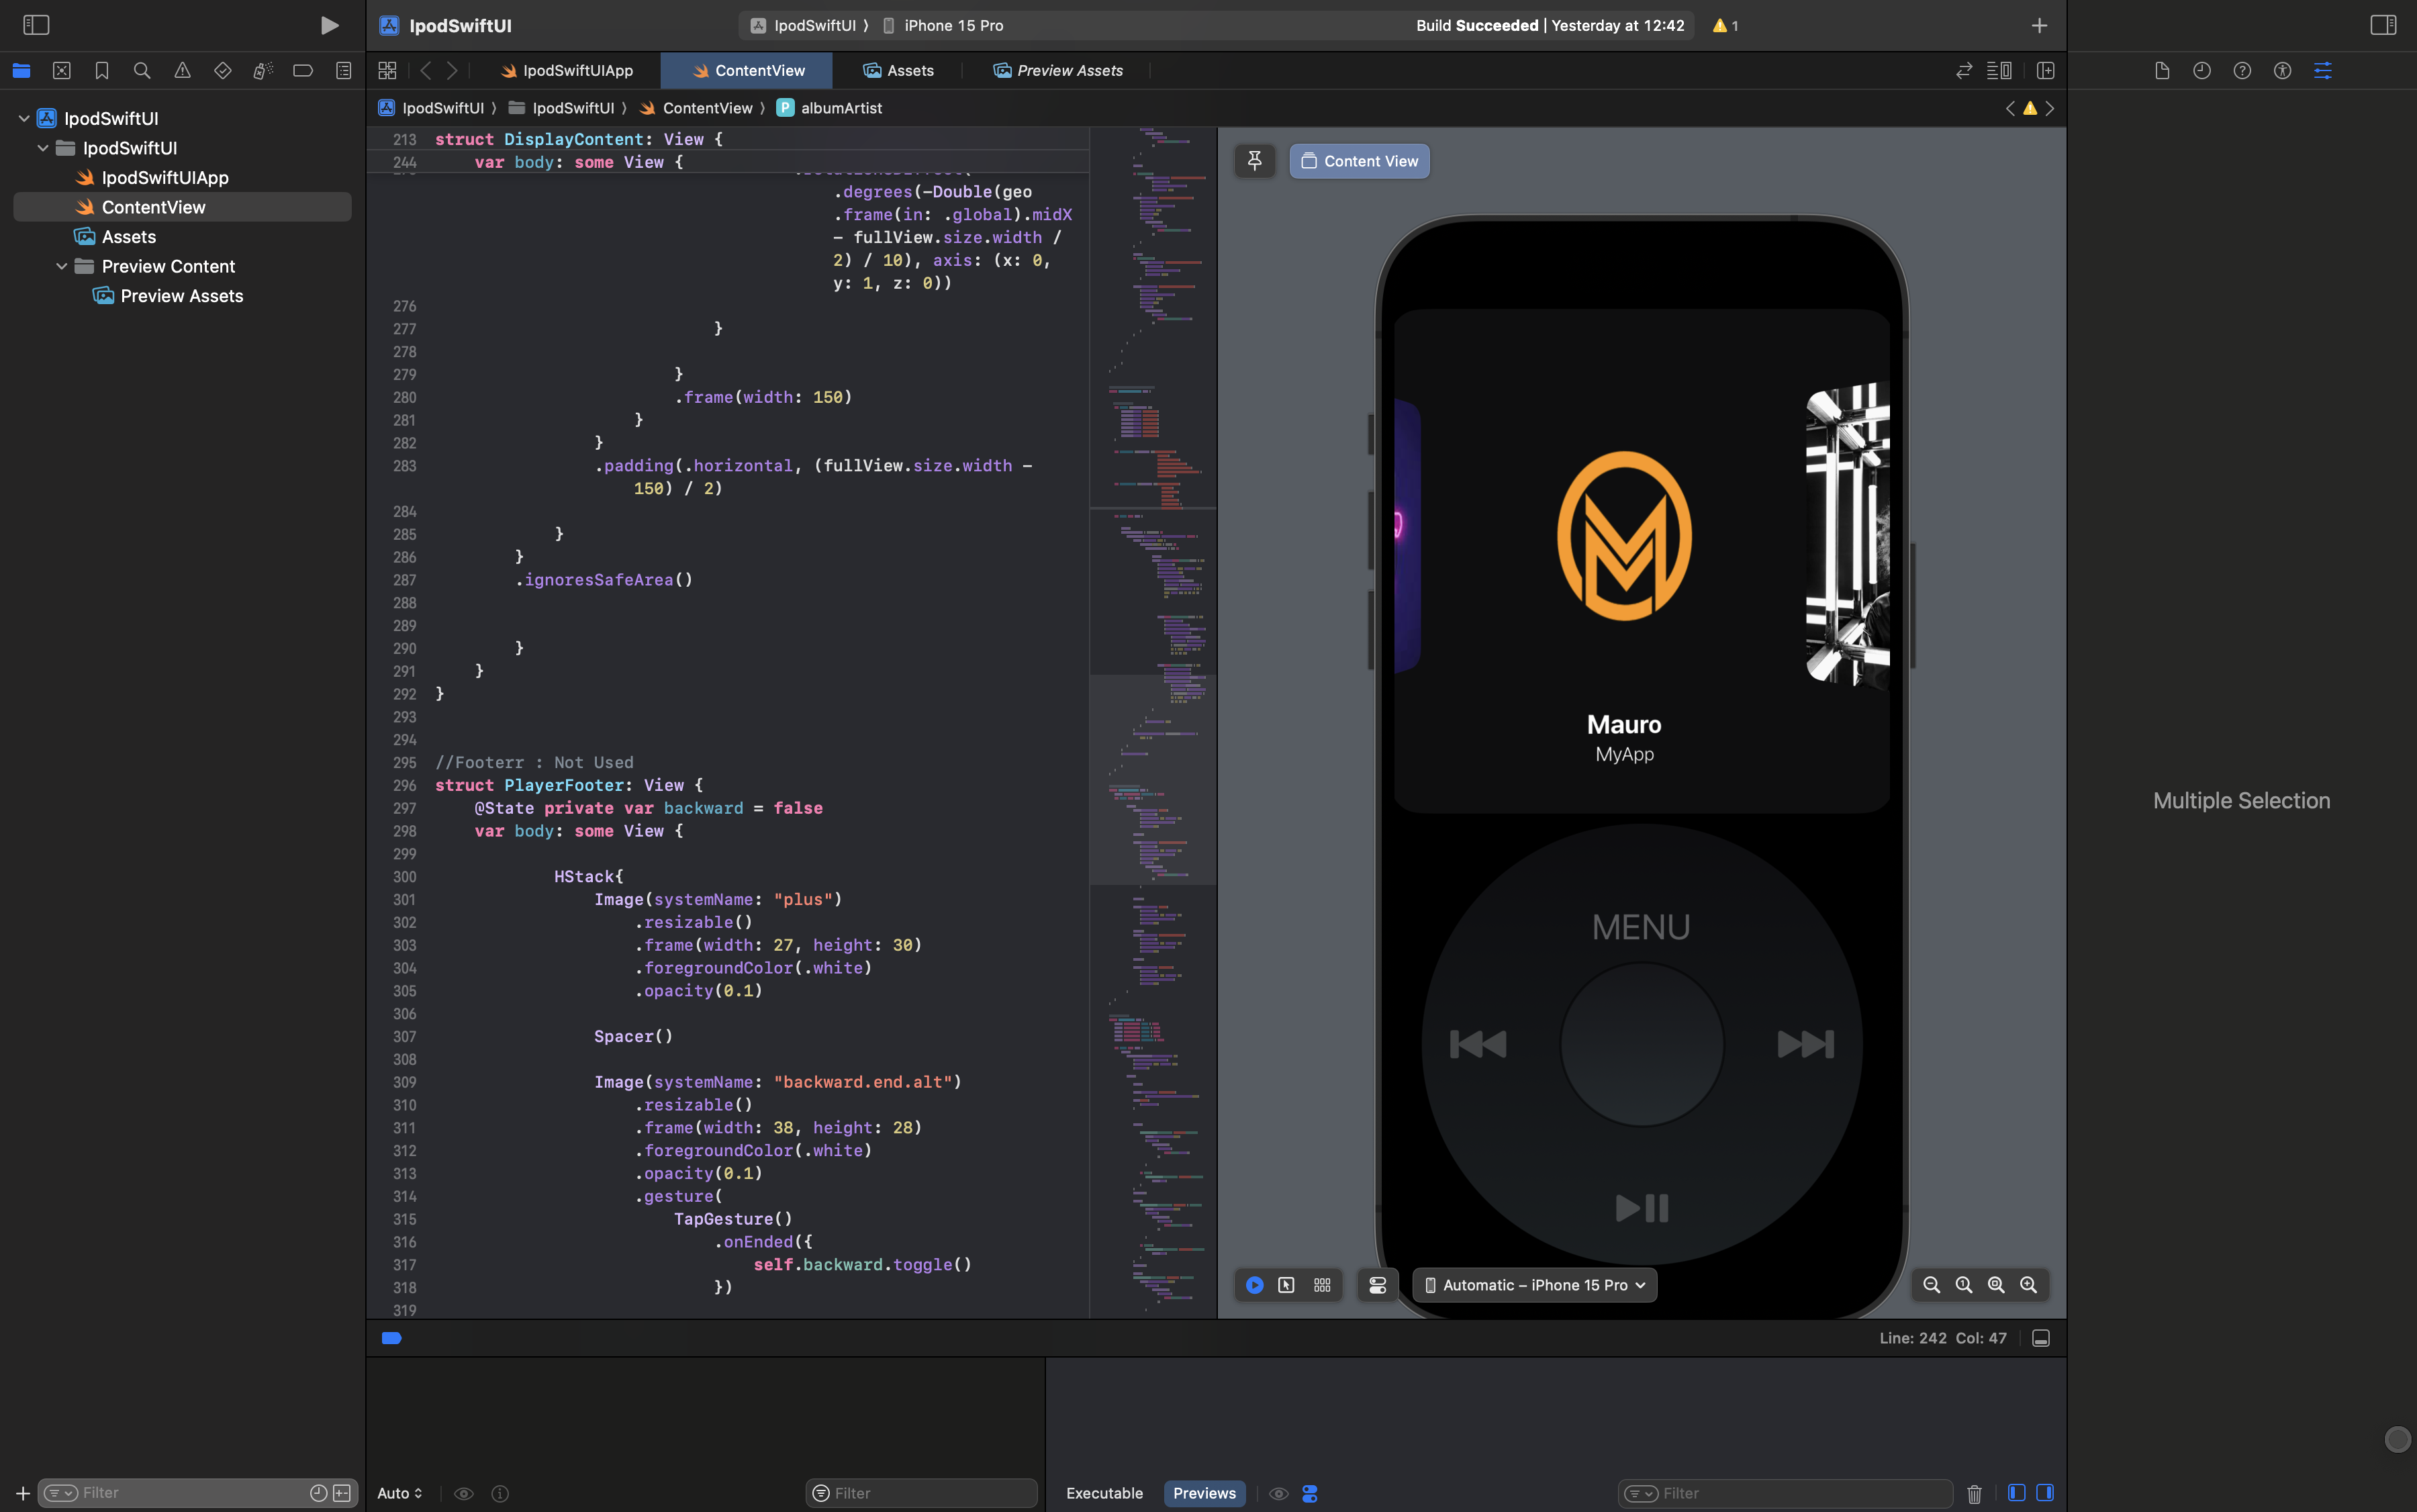 IpodSwiftUI
IpodSwiftUI ⟩ iPhone 15 Pro
Build Succeeded | Yesterday at 12:42
1
IpodSwiftUIApp
ContentView
Assets
Preview Assets
IpodSwiftUI ⟩ IpodSwiftUI ⟩ ContentView ⟩ P albumArtist
IpodSwiftUI
IpodSwiftUI
IpodSwiftUIApp
ContentView
Assets
Preview Content
Preview Assets
213 struct DisplayContent: View {
244 var body: some View {
.degrees(-Double(geo
.frame(in: .global).midX
- fullView.size.width /
2) / 10), axis: (x: 0,
y: 1, z: 0))
276
277 }
278
279 }
280 .frame(width: 150)
281 }
282 }
283 .padding(.horizontal, (fullView.size.width -
150) / 2)
284
285 }
286 }
287 .ignoresSafeArea()
288
289
290 }
291 }
292 }
293
294
295 //Footerr : Not Used
296 struct PlayerFooter: View {
297 @State private var backward = false
298 var body: some View {
299
300 HStack{
301 Image(systemName: "plus")
302 .resizable()
303 .frame(width: 27, height: 30)
304 .foregroundColor(.white)
305 .opacity(0.1)
306
307 Spacer()
308
309 Image(systemName: "backward.end.alt")
310 .resizable()
311 .frame(width: 38, height: 28)
312 .foregroundColor(.white)
313 .opacity(0.1)
314 .gesture(
315 TapGesture()
316 .onEnded({
317 self.backward.toggle()
318 })
319
Content View
Mauro
MyApp
MENU
Automatic – iPhone 15 Pro
Multiple Selection
Line: 242 Col: 47
Filter
Auto
Filter
Executable
Previews
Filter